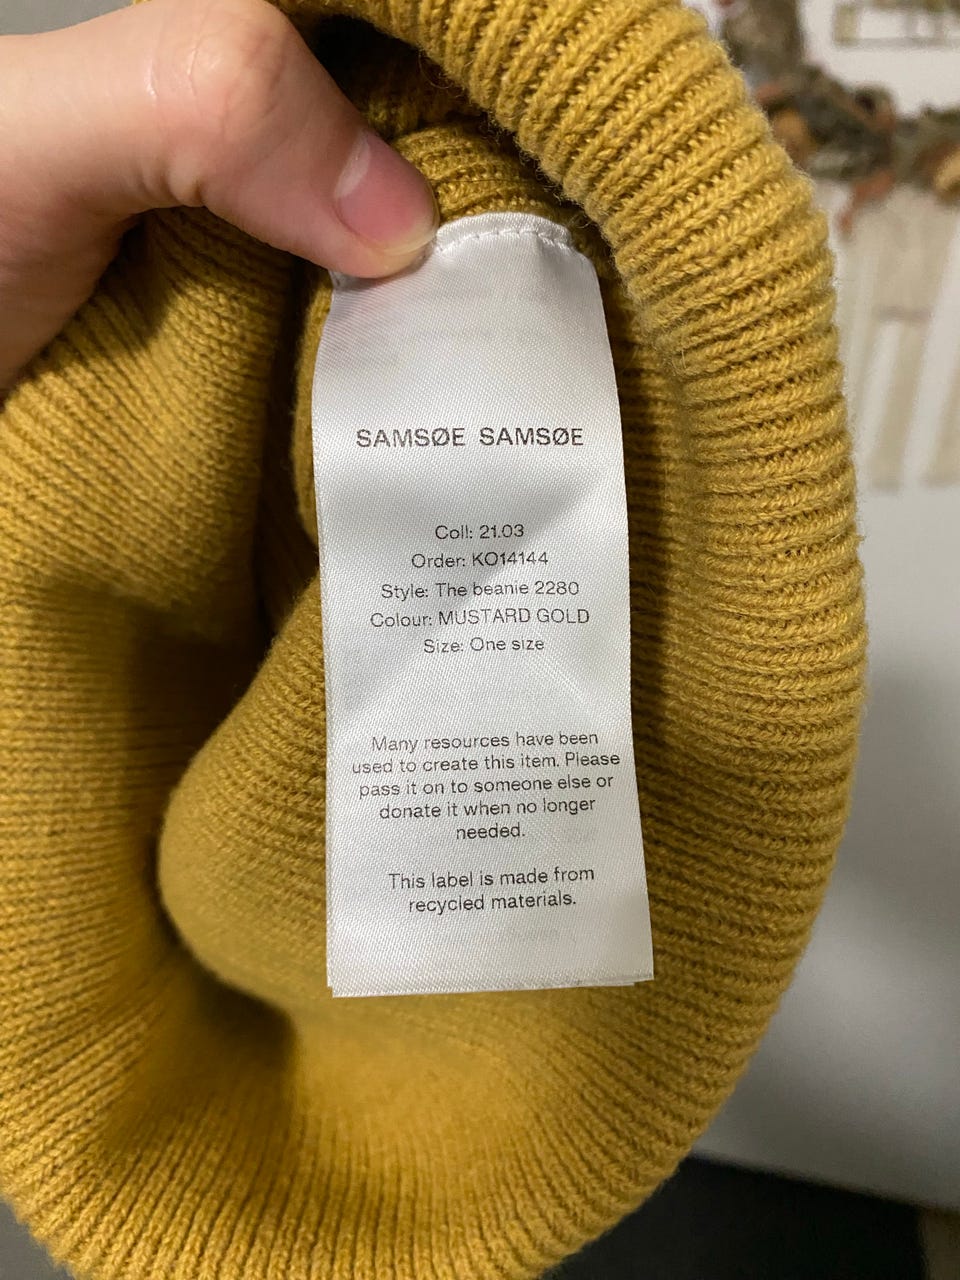 SAMSØE SAMSØE
Coll: 21.03
Order: KO14144
Style: The beanie 2280
Colour: MUSTARD GOLD
Size: One size
Many resources have been
used to create this item. Please
pass it on to someone else or
donate it when no longer
needed.
This label is made from
recycled materials.